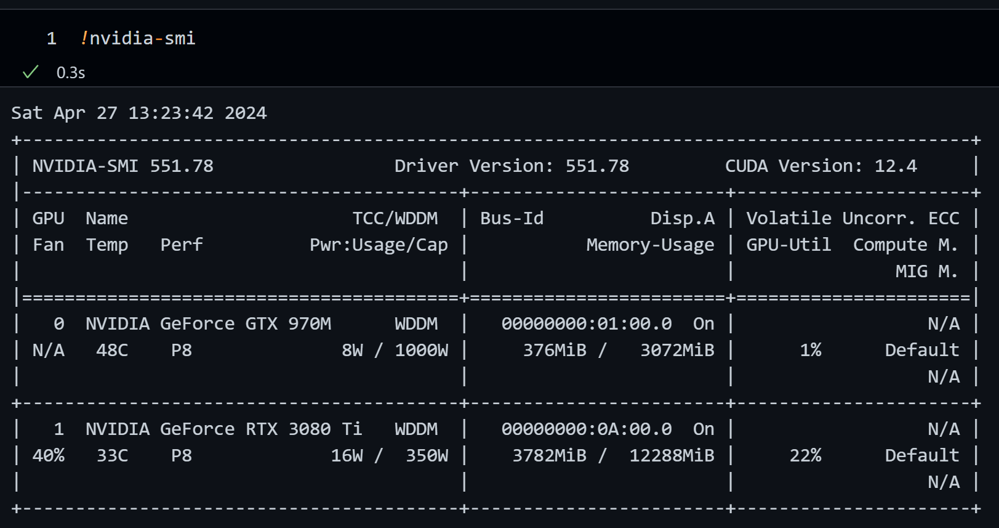 1 !nvidia-smi
0.3s
Sat Apr 27 13:23:42 2024
+-----------------------------------------------------------------------------------------+
| NVIDIA-SMI 551.78                 Driver Version: 551.78         CUDA Version: 12.4     |
|-----------------------------------------+------------------------+----------------------+
| GPU  Name                     TCC/WDDM  | Bus-Id          Disp.A | Volatile Uncorr. ECC |
| Fan  Temp   Perf          Pwr:Usage/Cap |           Memory-Usage | GPU-Util  Compute M. |
|                                         |                        |               MIG M. |
|=========================================+========================+======================|
|   0  NVIDIA GeForce GTX 970M      WDDM  |   00000000:01:00.0  On |                  N/A |
| N/A   48C    P8              8W / 1000W |     376MiB /   3072MiB |      1%      Default |
|                                         |                        |                  N/A |
+-----------------------------------------+------------------------+----------------------+
|   1  NVIDIA GeForce RTX 3080 Ti   WDDM  |   00000000:0A:00.0  On |                  N/A |
| 40%   33C    P8             16W /  350W |    3782MiB /  12288MiB |     22%      Default |
|                                         |                        |                  N/A |
+-----------------------------------------+------------------------+----------------------+